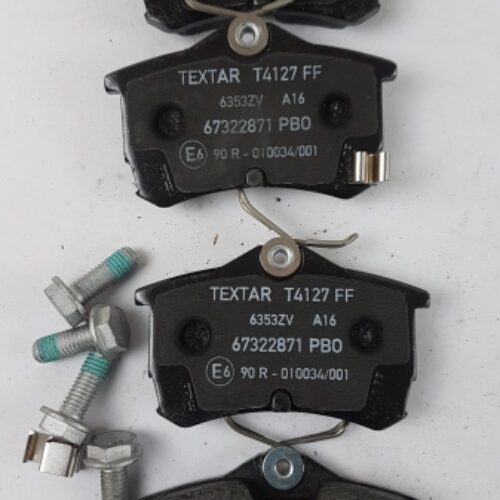 TEXTAR T4127 FF
6353ZV A16
67322871 PBO
E6 90 R - 010034/001
TEXTAR T4127 FF
6353ZV A16
67322871 PBO
E6 90 R - 010034/001